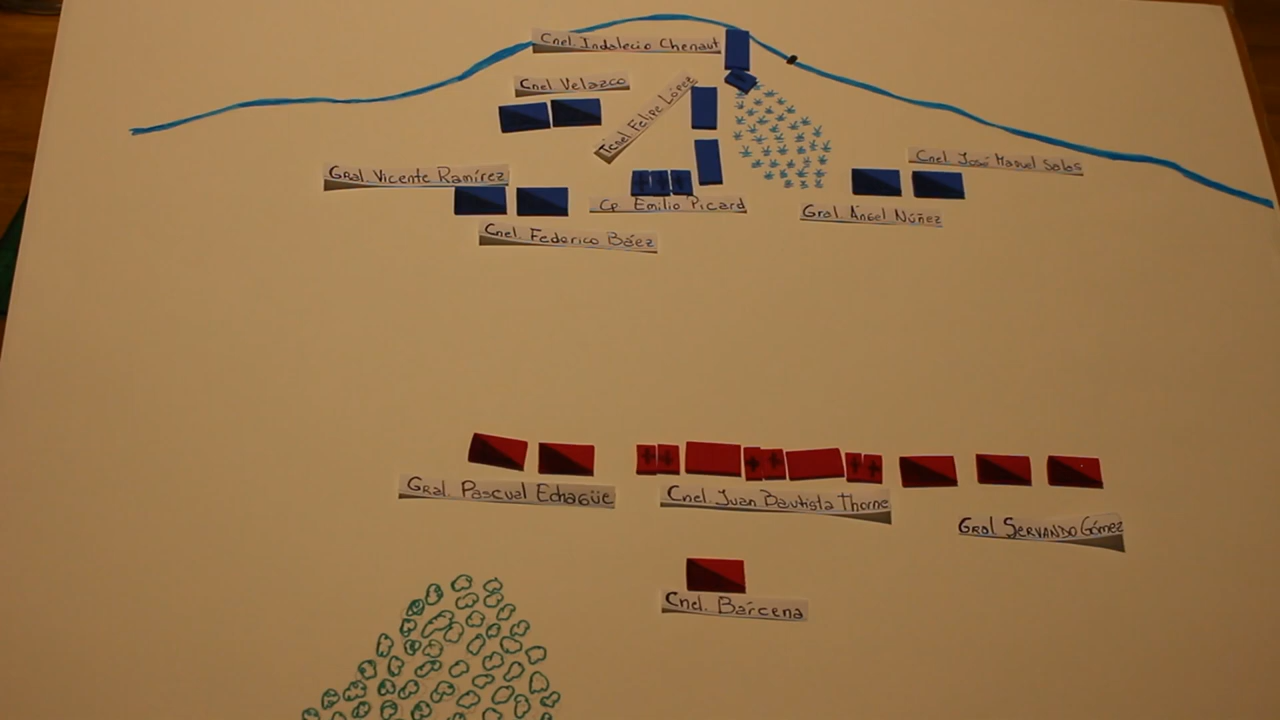 Cnel. Indalecio Chenaut
Cnel. Velazco
Tcnel Felipe López
Cnel. José Manuel Salas
Gral. Vicente Ramírez
Cp Emilio Picard
Gral. Ángel Núñez
Cnel. Federico Báez
Gral. Pascual Echagüe
Cnel. Juan Bautista Thorne
Gral SERVANDO Gómez
Cnel. Bárcena